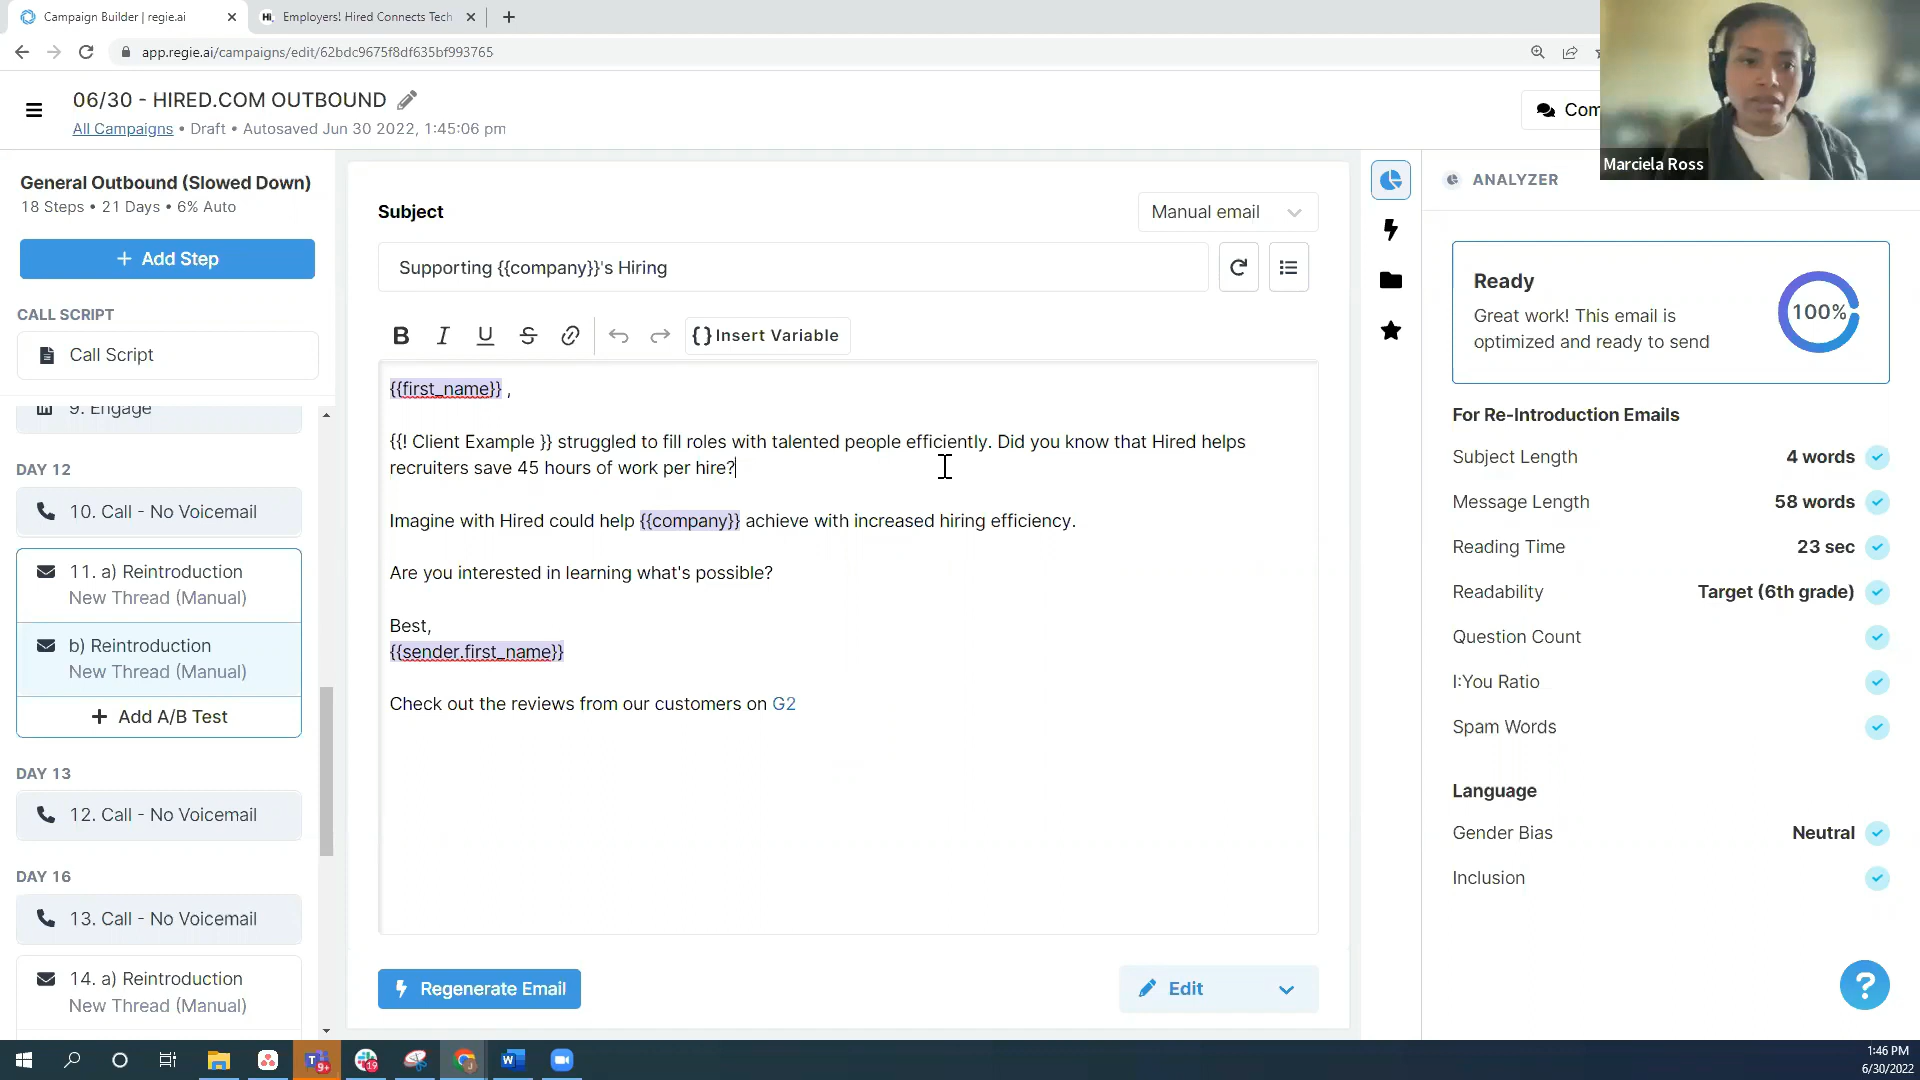 Campaign Builder | regie.ai
Employers! Hired Connects Tech
app.regie.ai/campaigns/edit/62bdc9675f8df635bf993765
06/30 - HIRED.COM OUTBOUND
All Campaigns • Draft • Autosaved Jun 30 2022, 1:45:06 pm
Com
Marciela Ross
General Outbound (Slowed Down)
18 Steps • 21 Days • 6% Auto
+ Add Step
CALL SCRIPT
Call Script
9. Engage
DAY 12
10. Call - No Voicemail
11. a) Reintroduction
New Thread (Manual)
b) Reintroduction
New Thread (Manual)
+ Add A/B Test
DAY 13
12. Call - No Voicemail
DAY 16
13. Call - No Voicemail
14. a) Reintroduction
New Thread (Manual)
Subject
Manual email
Supporting {{company}}'s Hiring
B I U S {} Insert Variable
{{first_name}} ,
{{! Client Example }} struggled to fill roles with talented people efficiently. Did you know that Hired helps
recruiters save 45 hours of work per hire?
Imagine with Hired could help {{company}} achieve with increased hiring efficiency.
Are you interested in learning what's possible?
Best,
{{sender.first_name}}
Check out the reviews from our customers on G2
Regenerate Email
Edit
ANALYZER
Ready
Great work! This email is
optimized and ready to send
100%
For Re-Introduction Emails
Subject Length 4 words
Message Length 58 words
Reading Time 23 sec
Readability Target (6th grade)
Question Count
I:You Ratio
Spam Words
Language
Gender Bias Neutral
Inclusion
?
1:46 PM
6/30/2022